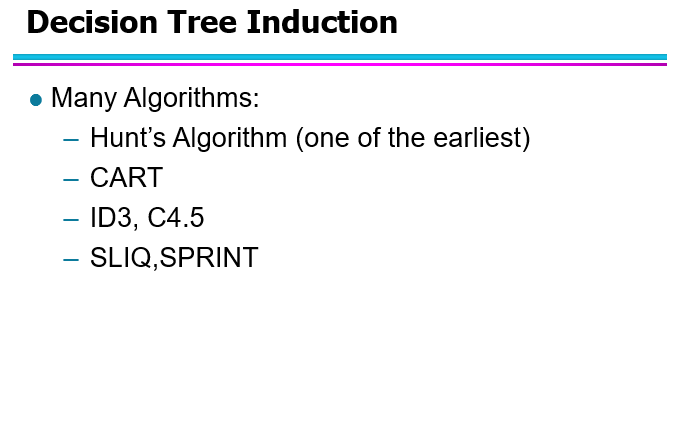 Decision Tree Induction
● Many Algorithms:
– Hunt's Algorithm (one of the earliest)
– CART
– ID3, C4.5
– SLIQ,SPRINT